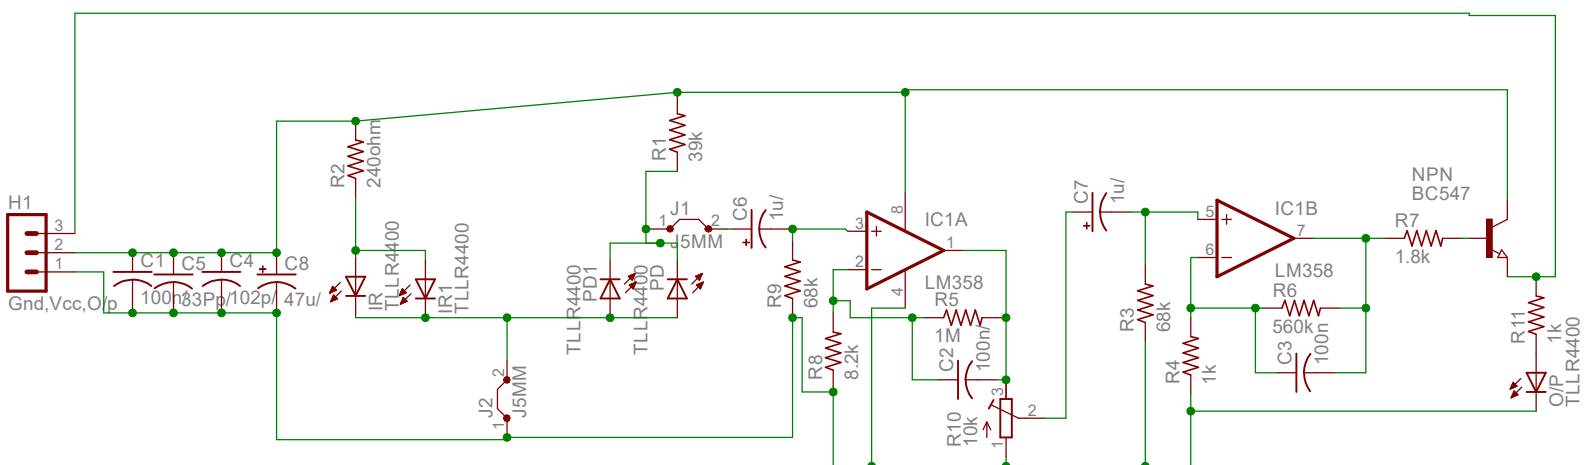 H1
3
2
1
Gnd,Vcc,O/p
C1
100n/
C5
33Pp/
C4
102p/
C8
47u/
+
R2
240ohm
IR
TLLR4400
IR1
TLLR4400
R1
39k
J1
1
2
J5MM
PD1
TLLR4400
PD
TLLR4400
J2
J5MM
2
1
C6
1u/
+
R9
68k
3
2
8
4
1
+
−
IC1A
LM358
R5
1M
C2
100n/
R8
8.2k
R10
10k
3
2
1
C7
1u/
+
R3
68k
5
6
7
+
−
IC1B
LM358
R6
560k
C3
100n
R4
1k
R7
1.8k
NPN
BC547
R11
1k
O/P
TLLR4400